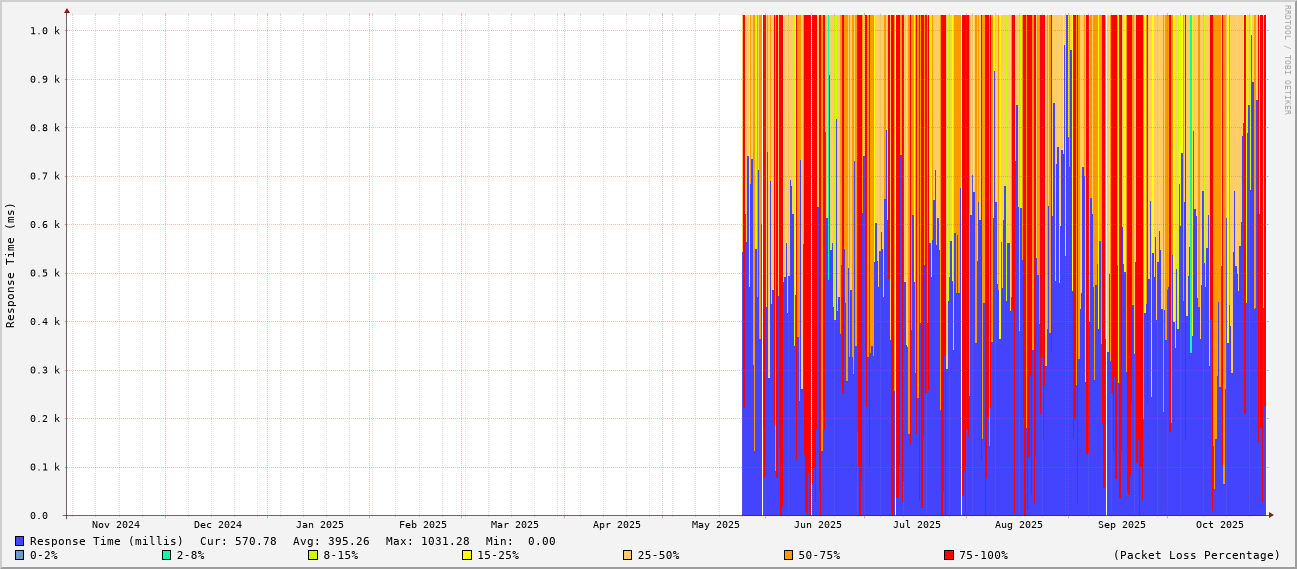 RRDTOOL / TOBI OETIKER
Response Time (ms)
1.0 k
0.9 k
0.8 k
0.7 k
0.6 k
0.5 k
0.4 k
0.3 k
0.2 k
0.1 k
0.0
Nov 2024 Dec 2024 Jan 2025 Feb 2025 Mar 2025 Apr 2025 May 2025 Jun 2025 Jul 2025 Aug 2025 Sep 2025 Oct 2025
Response Time (millis) Cur: 570.78 Avg: 395.26 Max: 1031.28 Min: 0.00
0-2% 2-8% 8-15% 15-25% 25-50% 50-75% 75-100% (Packet Loss Percentage)